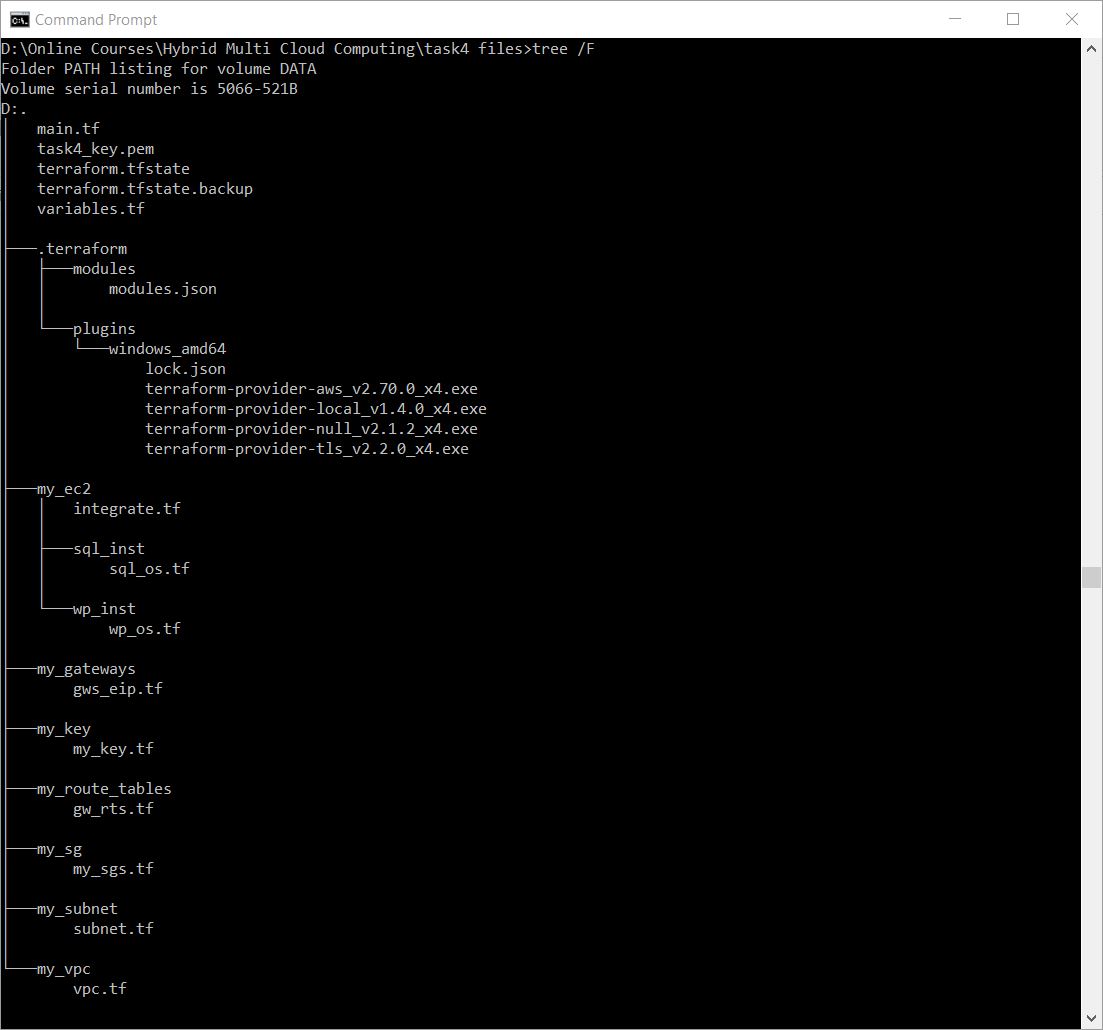 Command Prompt
D:\Online Courses\Hybrid Multi Cloud Computing\task4 files>tree /F
Folder PATH listing for volume DATA
Volume serial number is 5066-521B
D:.
│   main.tf
│   task4_key.pem
│   terraform.tfstate
│   terraform.tfstate.backup
│   variables.tf
│
├───.terraform
│   ├───modules
│   │       modules.json
│   │
│   └───plugins
│       └───windows_amd64
│               lock.json
│               terraform-provider-aws_v2.70.0_x4.exe
│               terraform-provider-local_v1.4.0_x4.exe
│               terraform-provider-null_v2.1.2_x4.exe
│               terraform-provider-tls_v2.2.0_x4.exe
│
├───my_ec2
│   │   integrate.tf
│   │
│   ├───sql_inst
│   │       sql_os.tf
│   │
│   └───wp_inst
│           wp_os.tf
│
├───my_gateways
│       gws_eip.tf
│
├───my_key
│       my_key.tf
│
├───my_route_tables
│       gw_rts.tf
│
├───my_sg
│       my_sgs.tf
│
├───my_subnet
│       subnet.tf
│
└───my_vpc
        vpc.tf